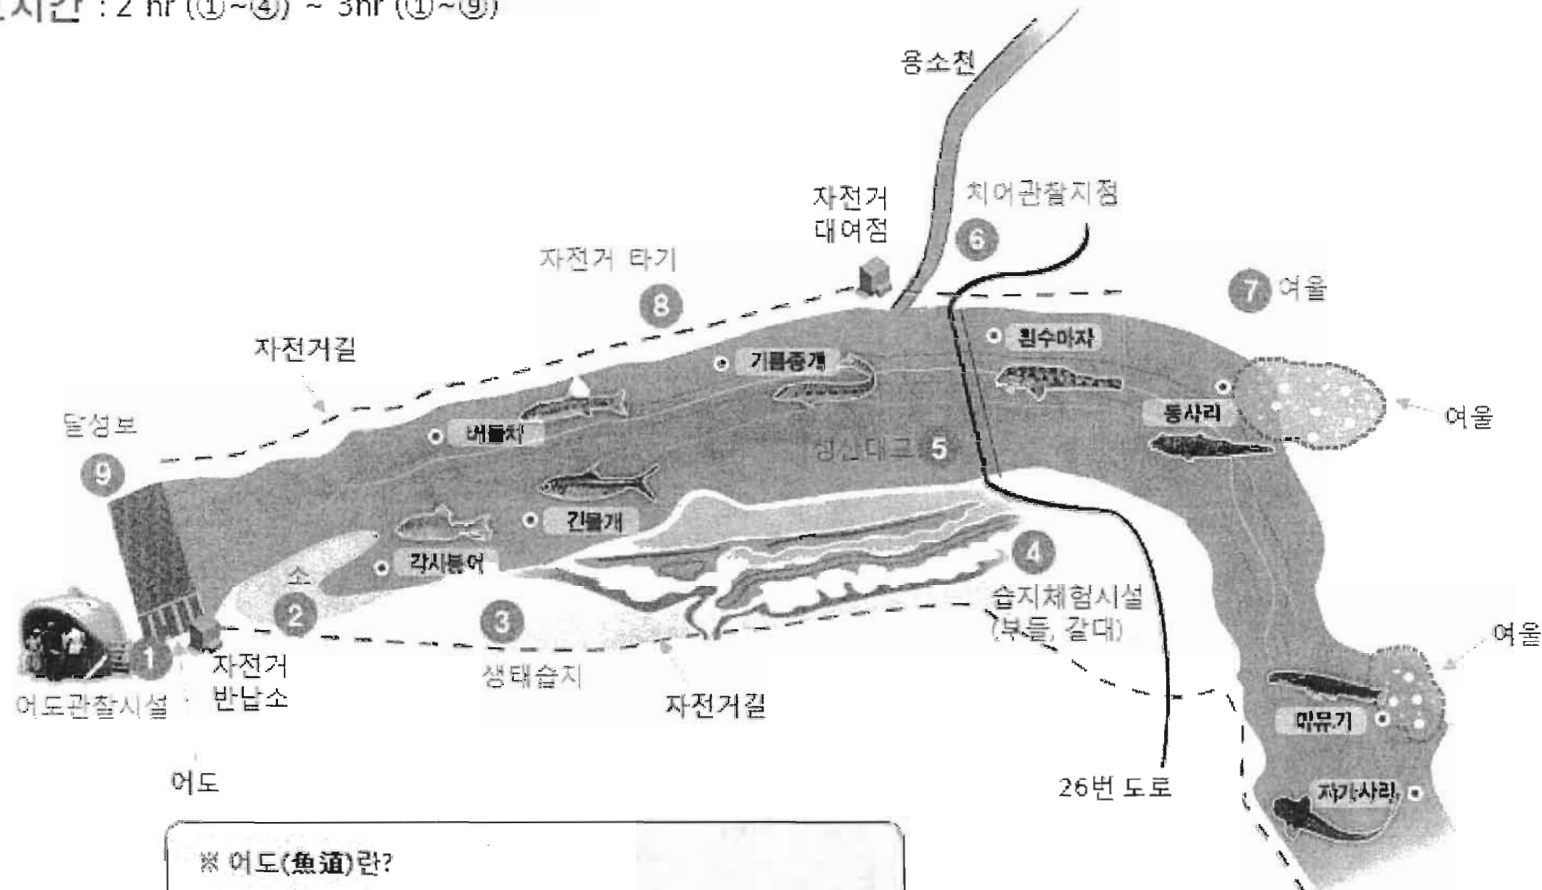 시간 : 2 hr (①~④) ~ 3hr (①~⑨)
용소천
치어관찰지점
6
자전거
대여점
자전거 타기
8
7 여울
자전거길
흰수마자
기름종개
동사리
여울
달성보
9
버들치
성산대교 5
긴몰개
각시붕어
4
소
2
습지체험시설
(부들, 갈대)
3
1
자전거
반납소
생태습지
여울
어도관찰시설
자전거길
미유기
어도
26번 도로
자가사리
※ 어도(魚道)란?